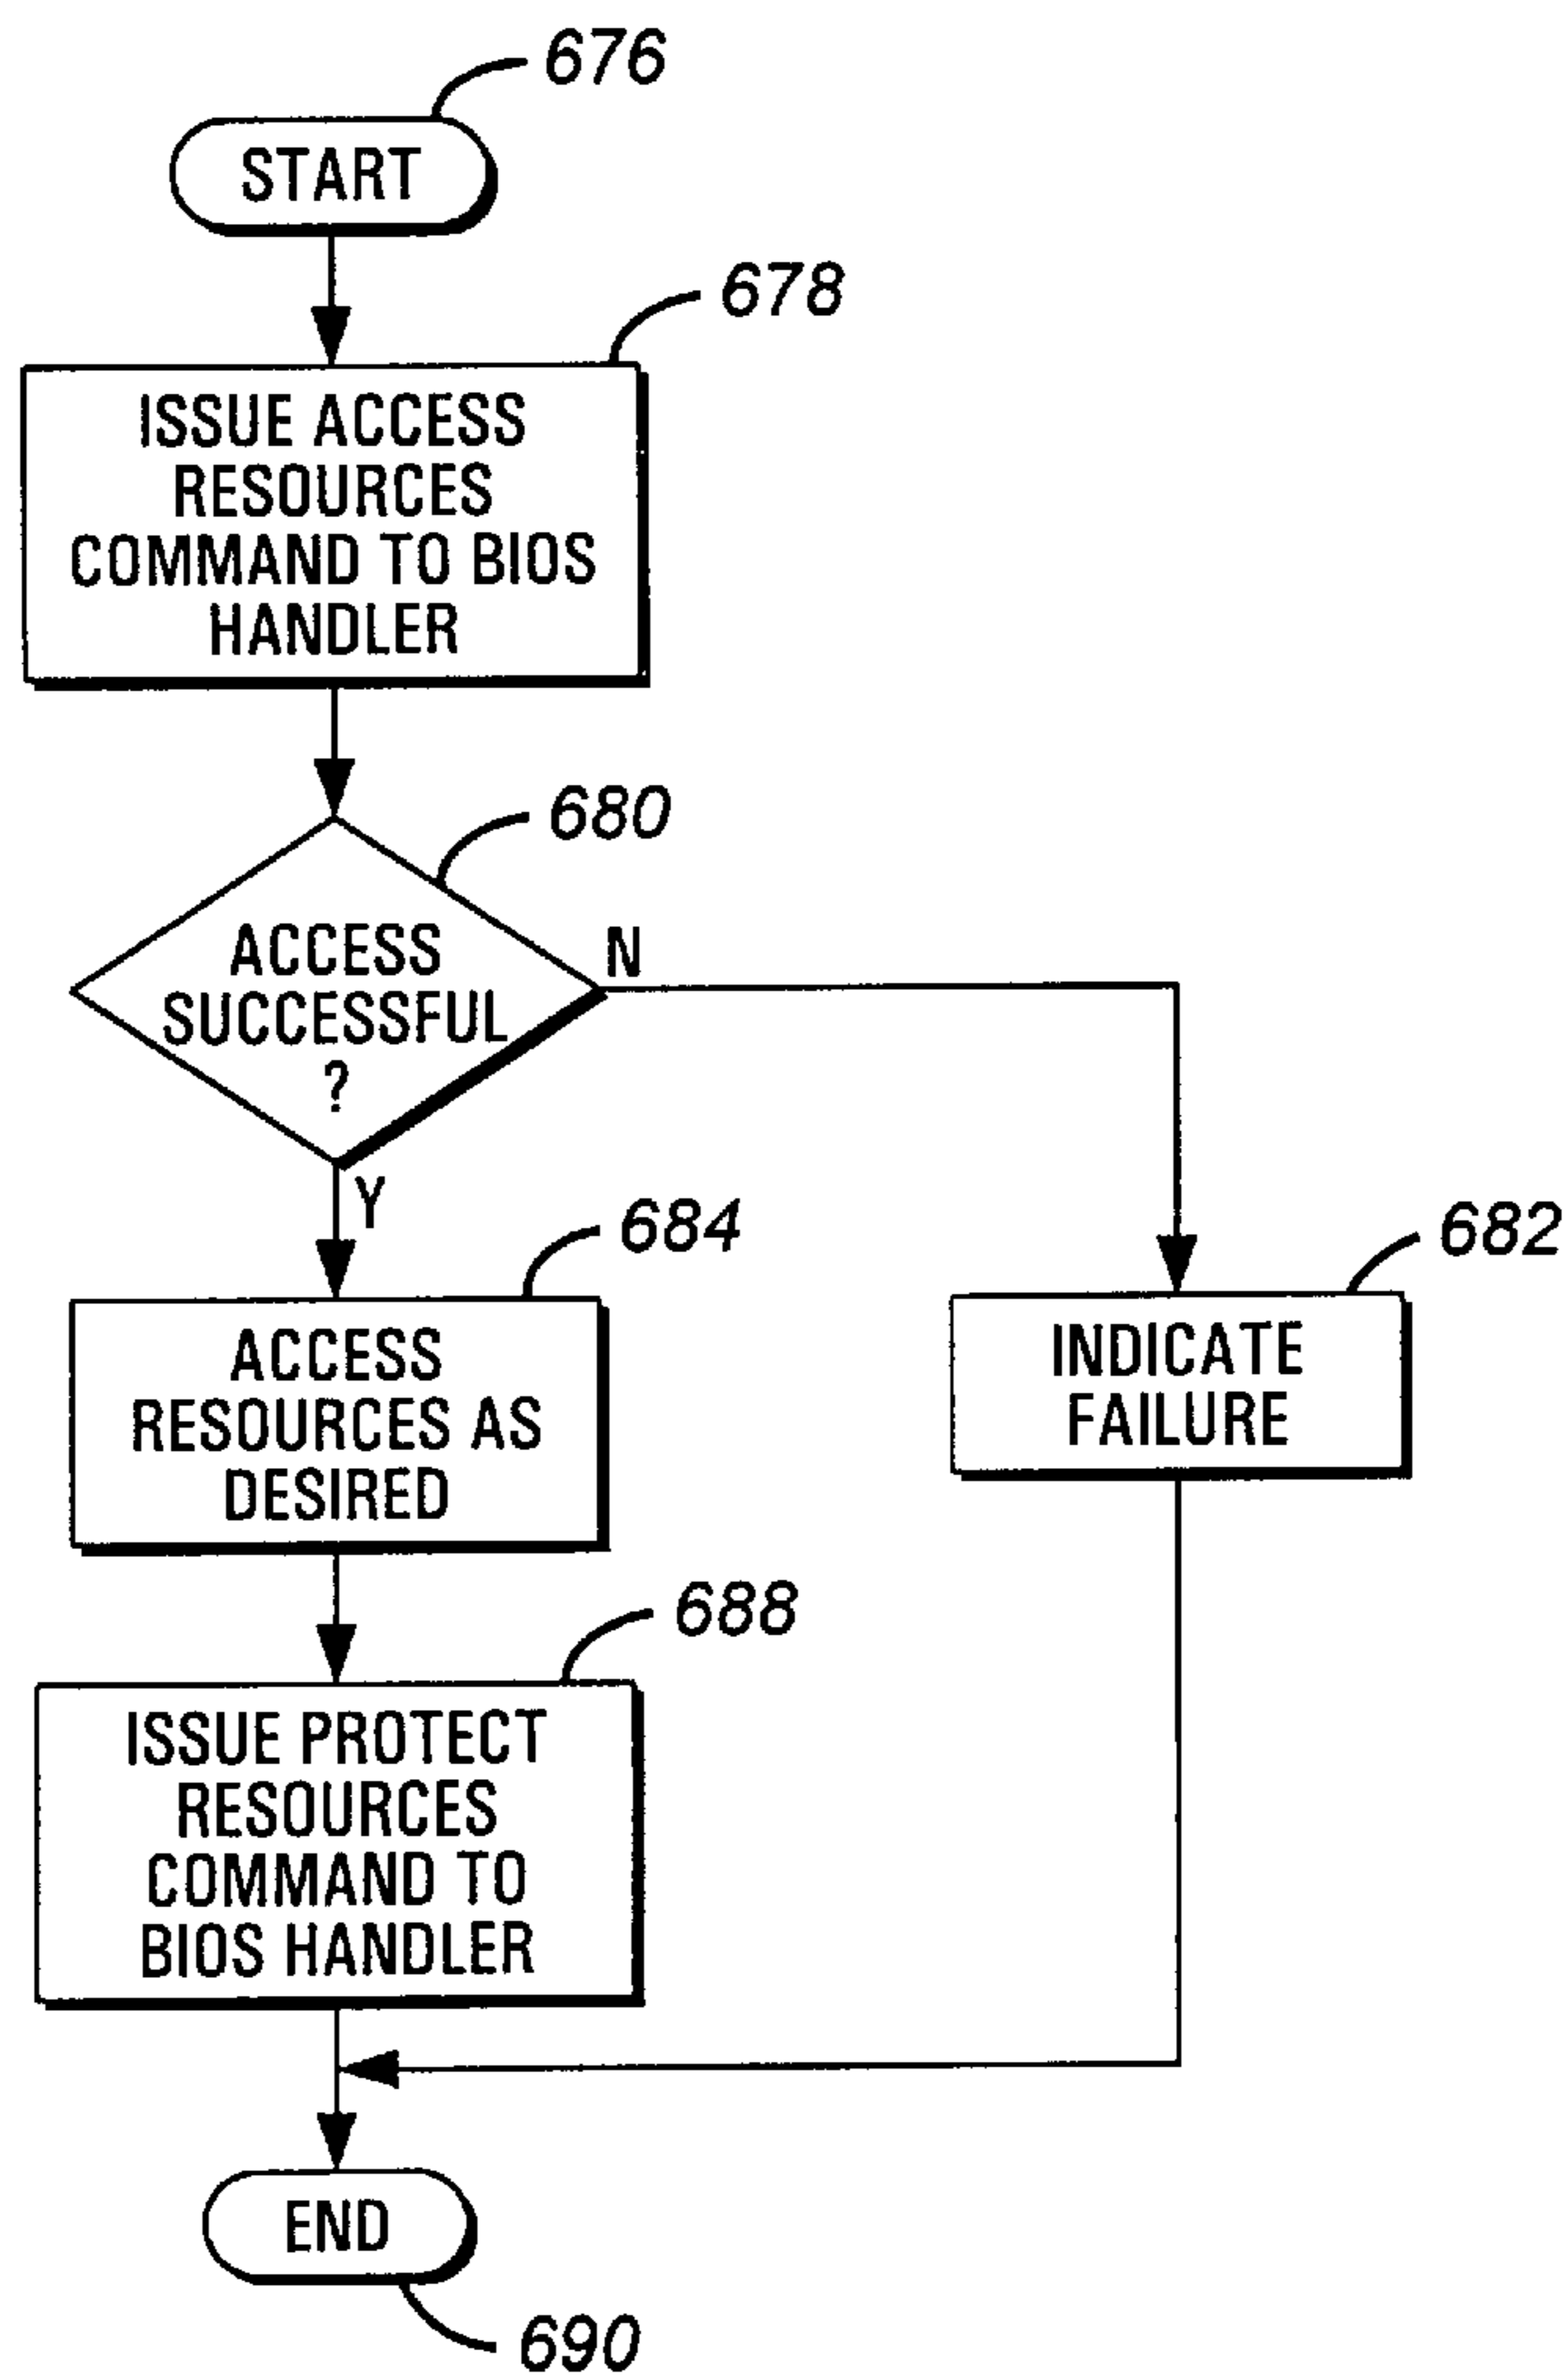 676
START
678
ISSUE ACCESS
RESOURCES
COMMAND TO BIOS
HANDLER
680
ACCESS
SUCCESSFUL
?
N
Y
684
ACCESS
RESOURCES AS
DESIRED
682
INDICATE
FAILURE
688
ISSUE PROTECT
RESOURCES
COMMAND TO
BIOS HANDLER
END
690